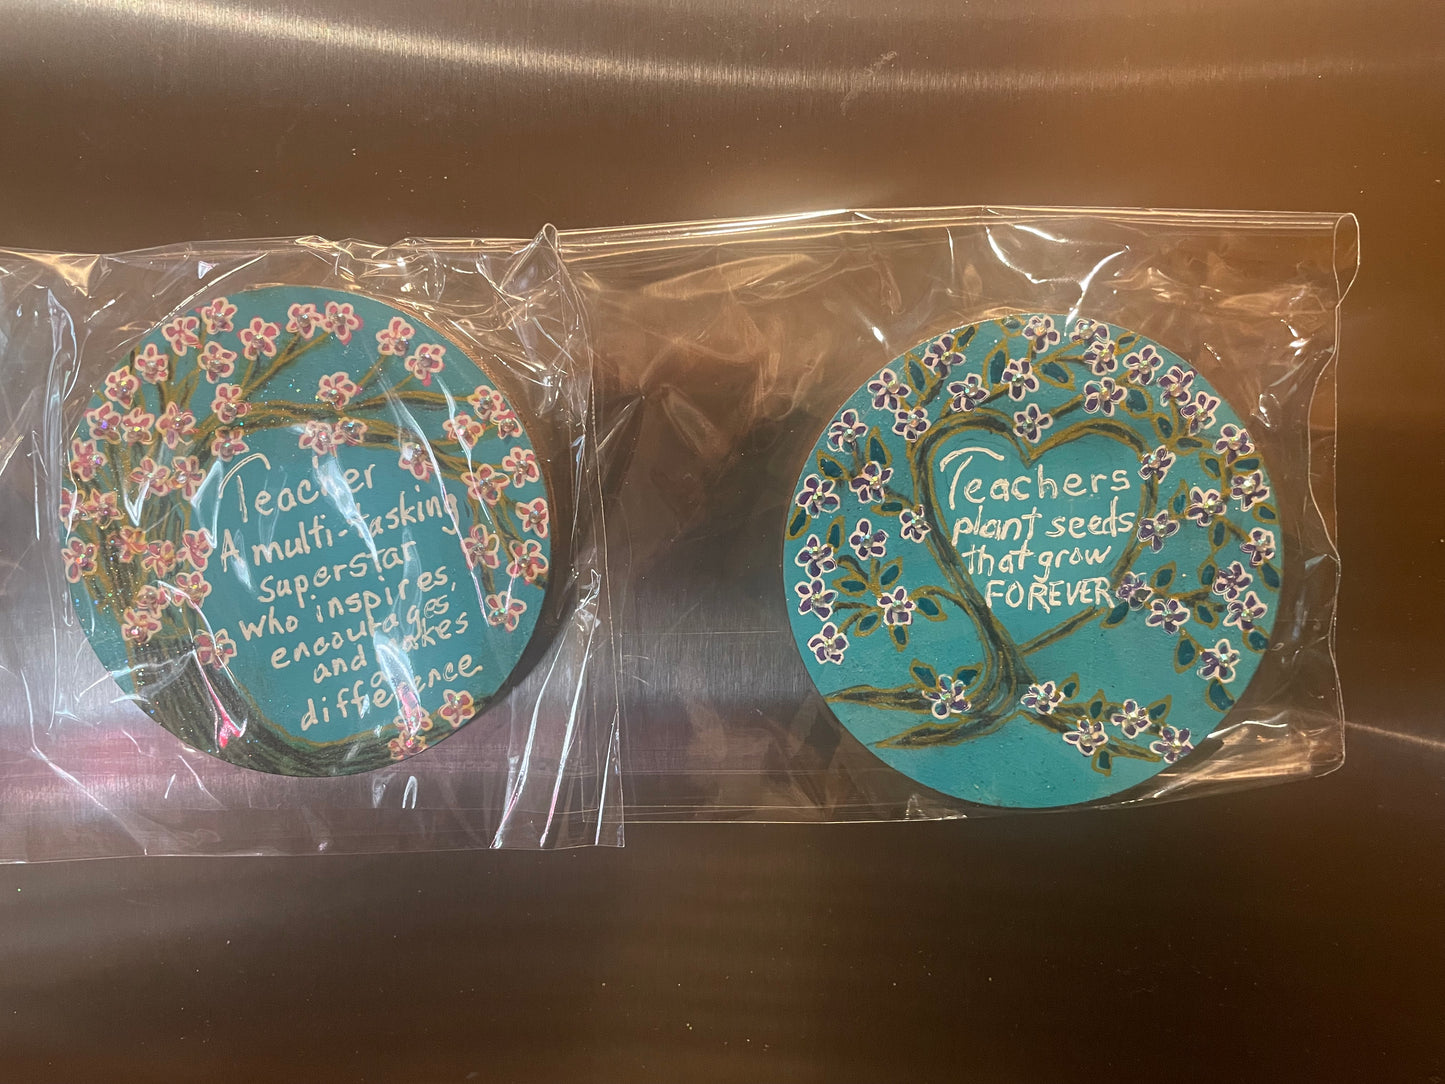 Teacher
A multi-tasking
superstar
who inspires,
encourages,
and makes
a
difference
Teachers
plant seeds
that grow
FOREVER